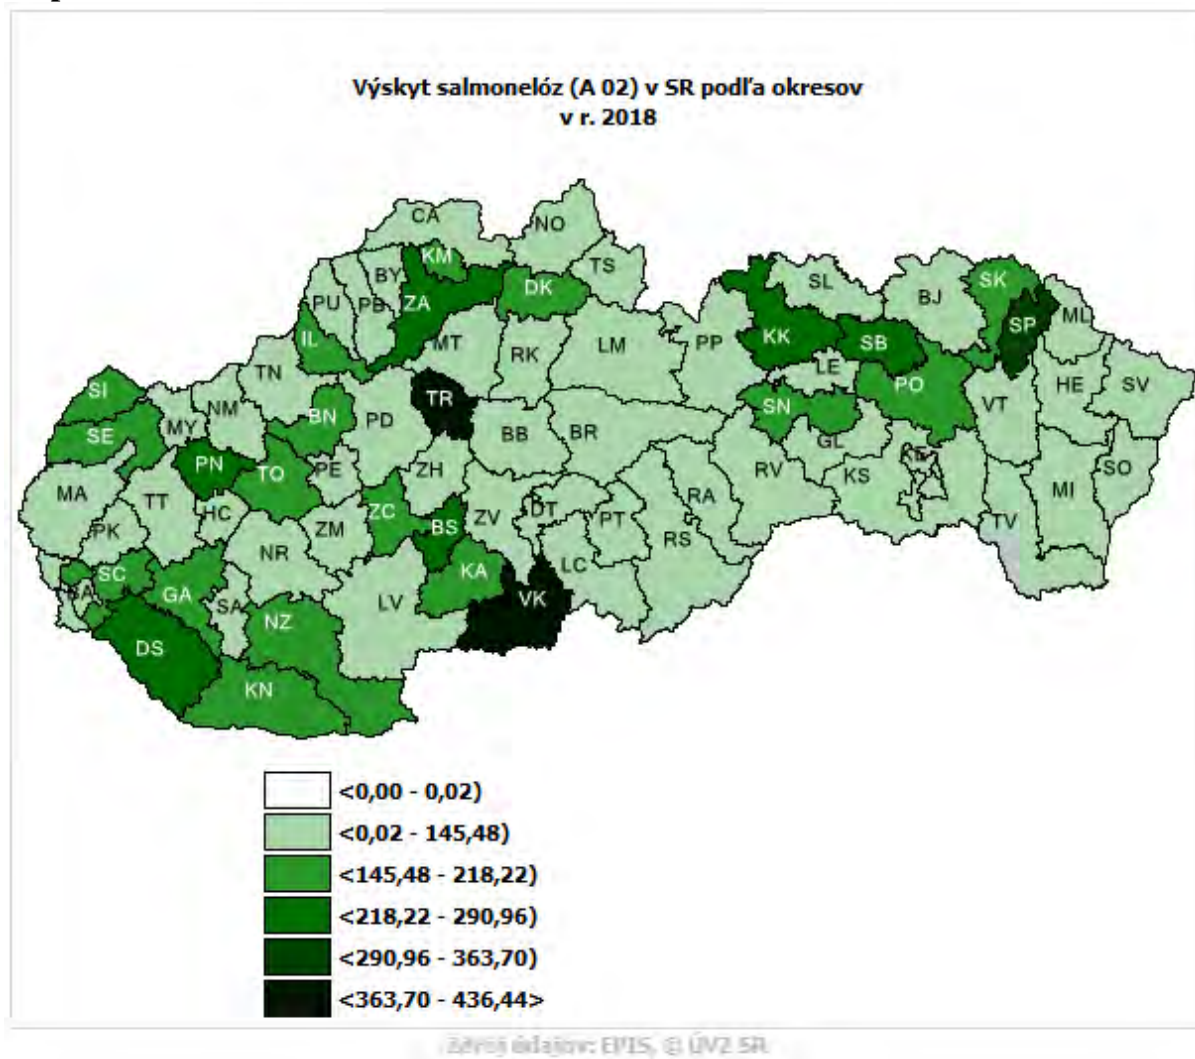 Výskyt salmonelóz (A 02) v SR podľa okresov
v r. 2018
CA
NO
KM
TS
BY
DK
SL
SK
PU
PB
ZA
BJ
SP
ML
IL
MT
RK
LM
PP
KK
SB
TN
LE
PO
HE
SV
SI
TR
SN
VT
NM
BN
PD
BB
BR
MY
SE
GL
PN
TO
PE
ZH
RV
KS
SO
MA
TT
RA
MI
HC
ZC
BS
ZV
DT
PT
PK
ZM
TV
NR
RS
LC
SC
KA
GA
SA
LV
VK
NZ
DS
KN
<0,00 - 0,02)
<0,02 - 145,48)
<145,48 - 218,22)
<218,22 - 290,96)
<290,96 - 363,70)
<363,70 - 436,44>
Zdroj údajov: EPIS, © ÚVZ SR